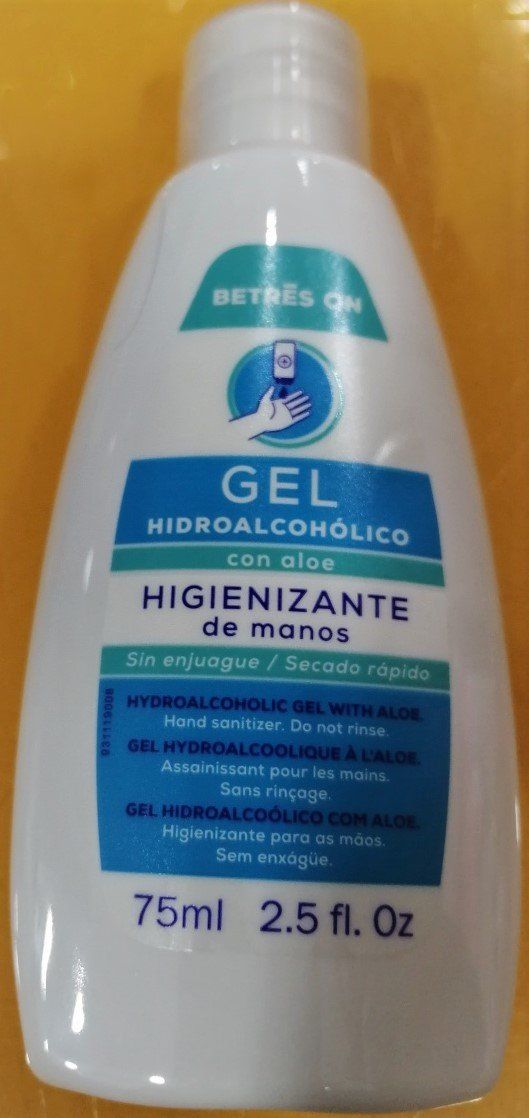 BETRĒS ON
GEL
HIDROALCOHÓLICO
con aloe
HIGIENIZANTE
de manos
Sin enjuague / Secado rápido
931119008
HYDROALCOHOLIC GEL WITH ALOE.
Hand sanitizer. Do not rinse.
GEL HYDROALCOOLIQUE À L'ALOE.
Assainissant pour les mains.
Sans rinçage.
GEL HIDROALCOÓLICO COM ALOE.
Higienizante para as mãos.
Sem enxágüe.
75ml 2.5 fl. Oz